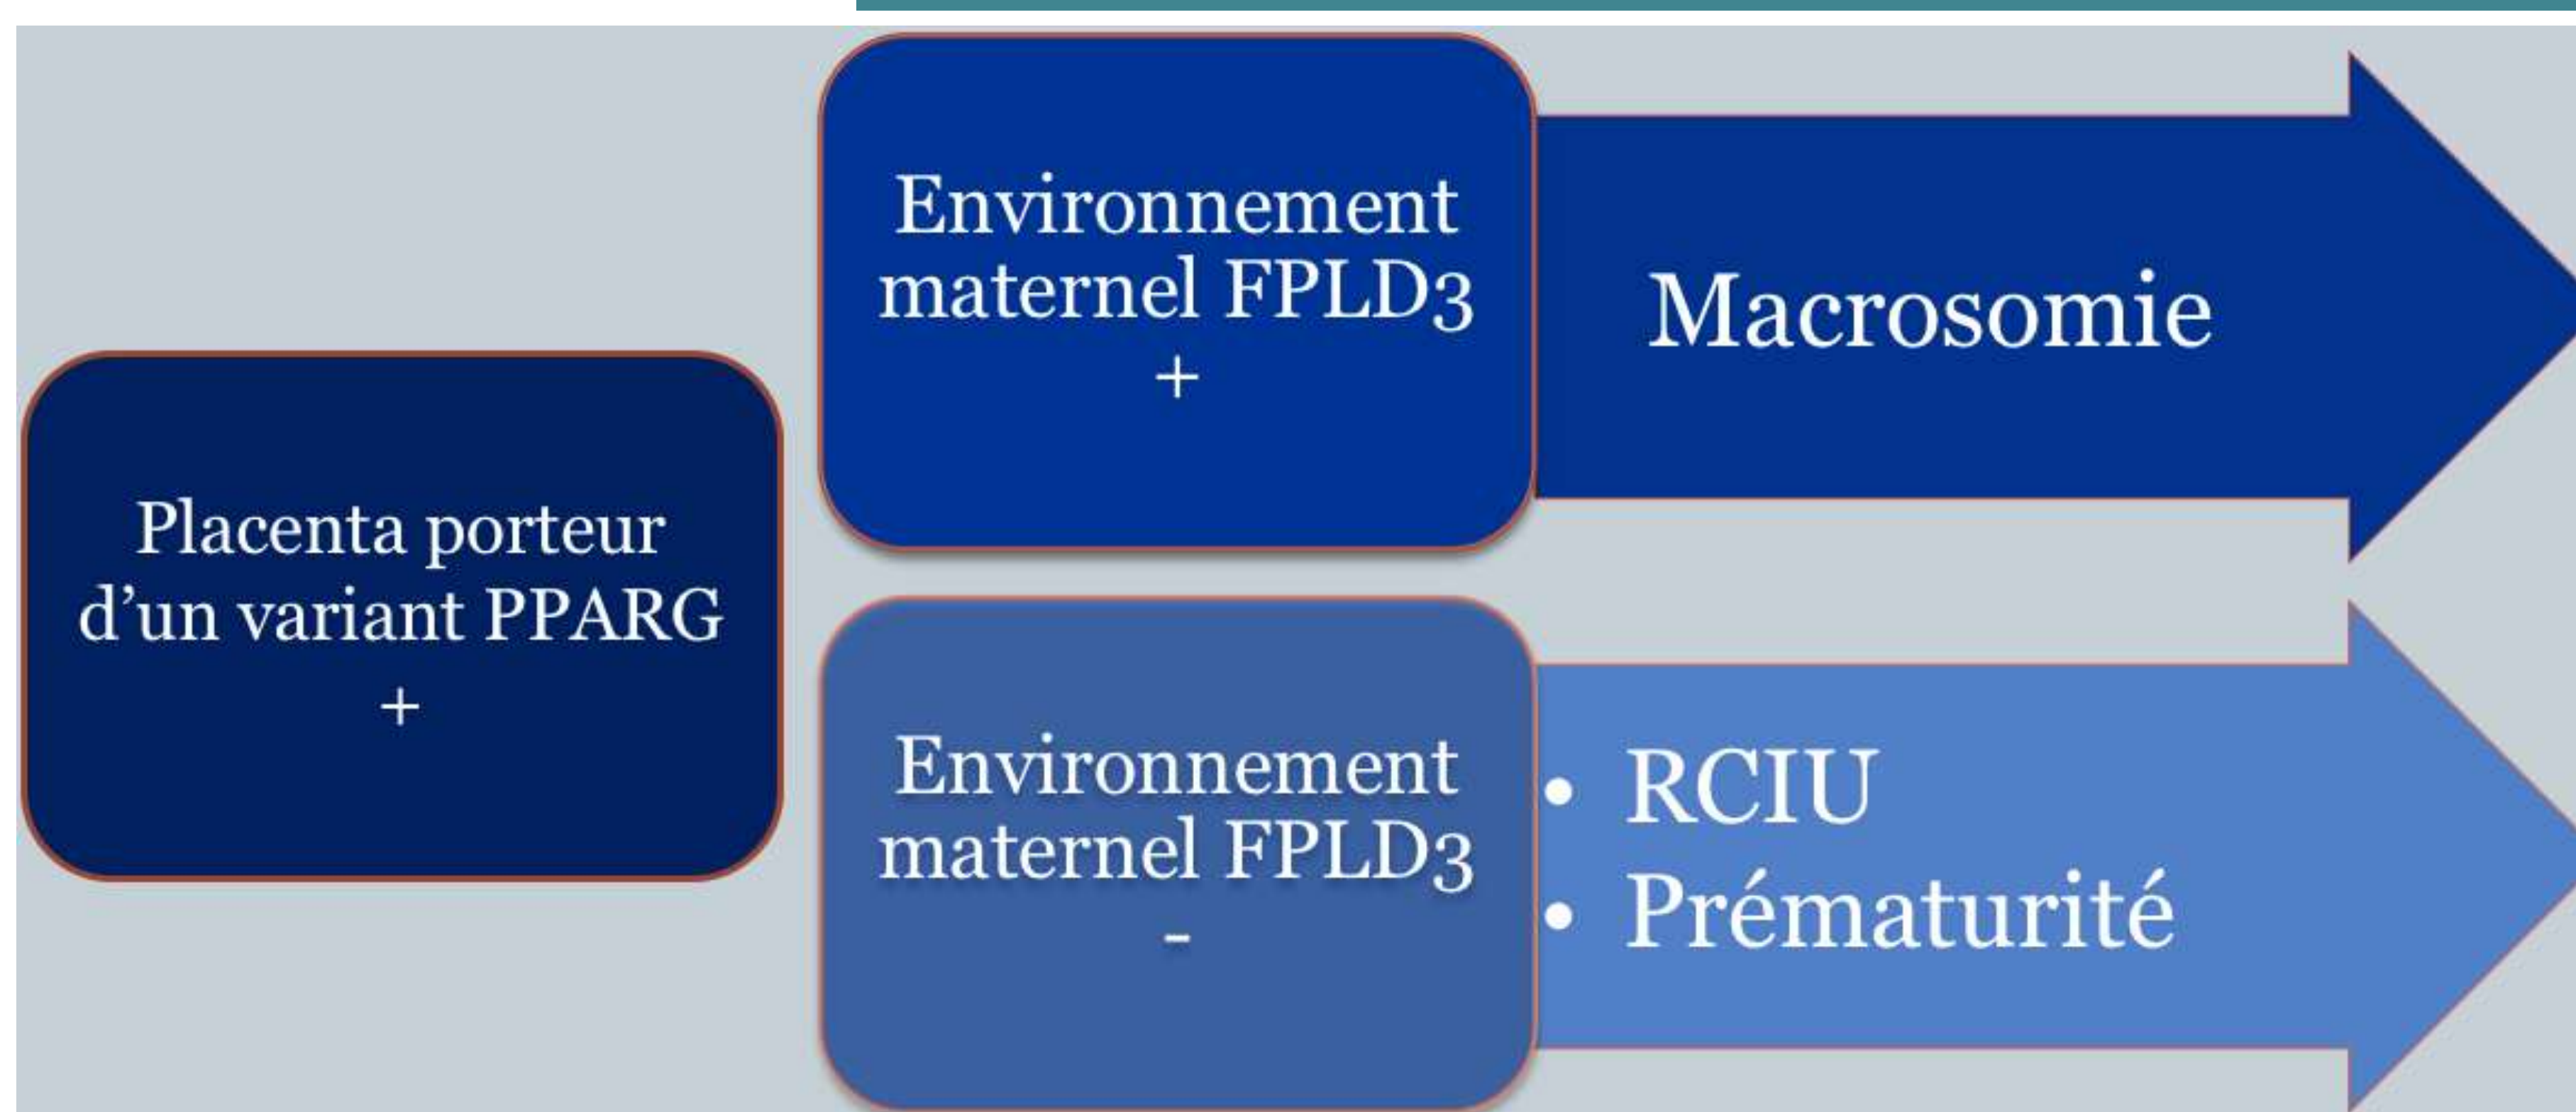 Placenta porteur
d’un variant PPARG
+
Environnement
maternel FPLD3
+
Macrosomie
Environnement
maternel FPLD3
-
• RCIU
• Prématurité